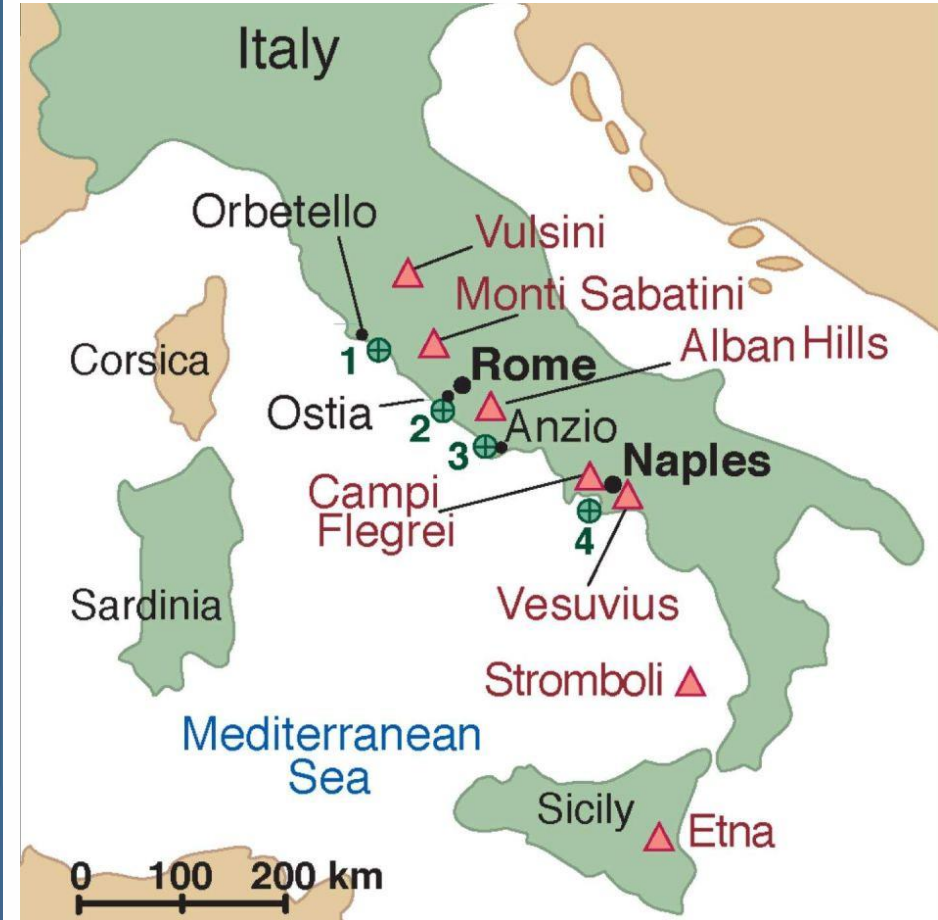 Italy
Orbetello
Vulsini
Monti Sabatini
Corsica
1
Rome
Alban Hills
Ostia
2
3
Anzio
Campi
Flegrei
Naples
4
Sardinia
Vesuvius
Stromboli
Mediterranean
Sea
Sicily
Etna
0 100 200 km